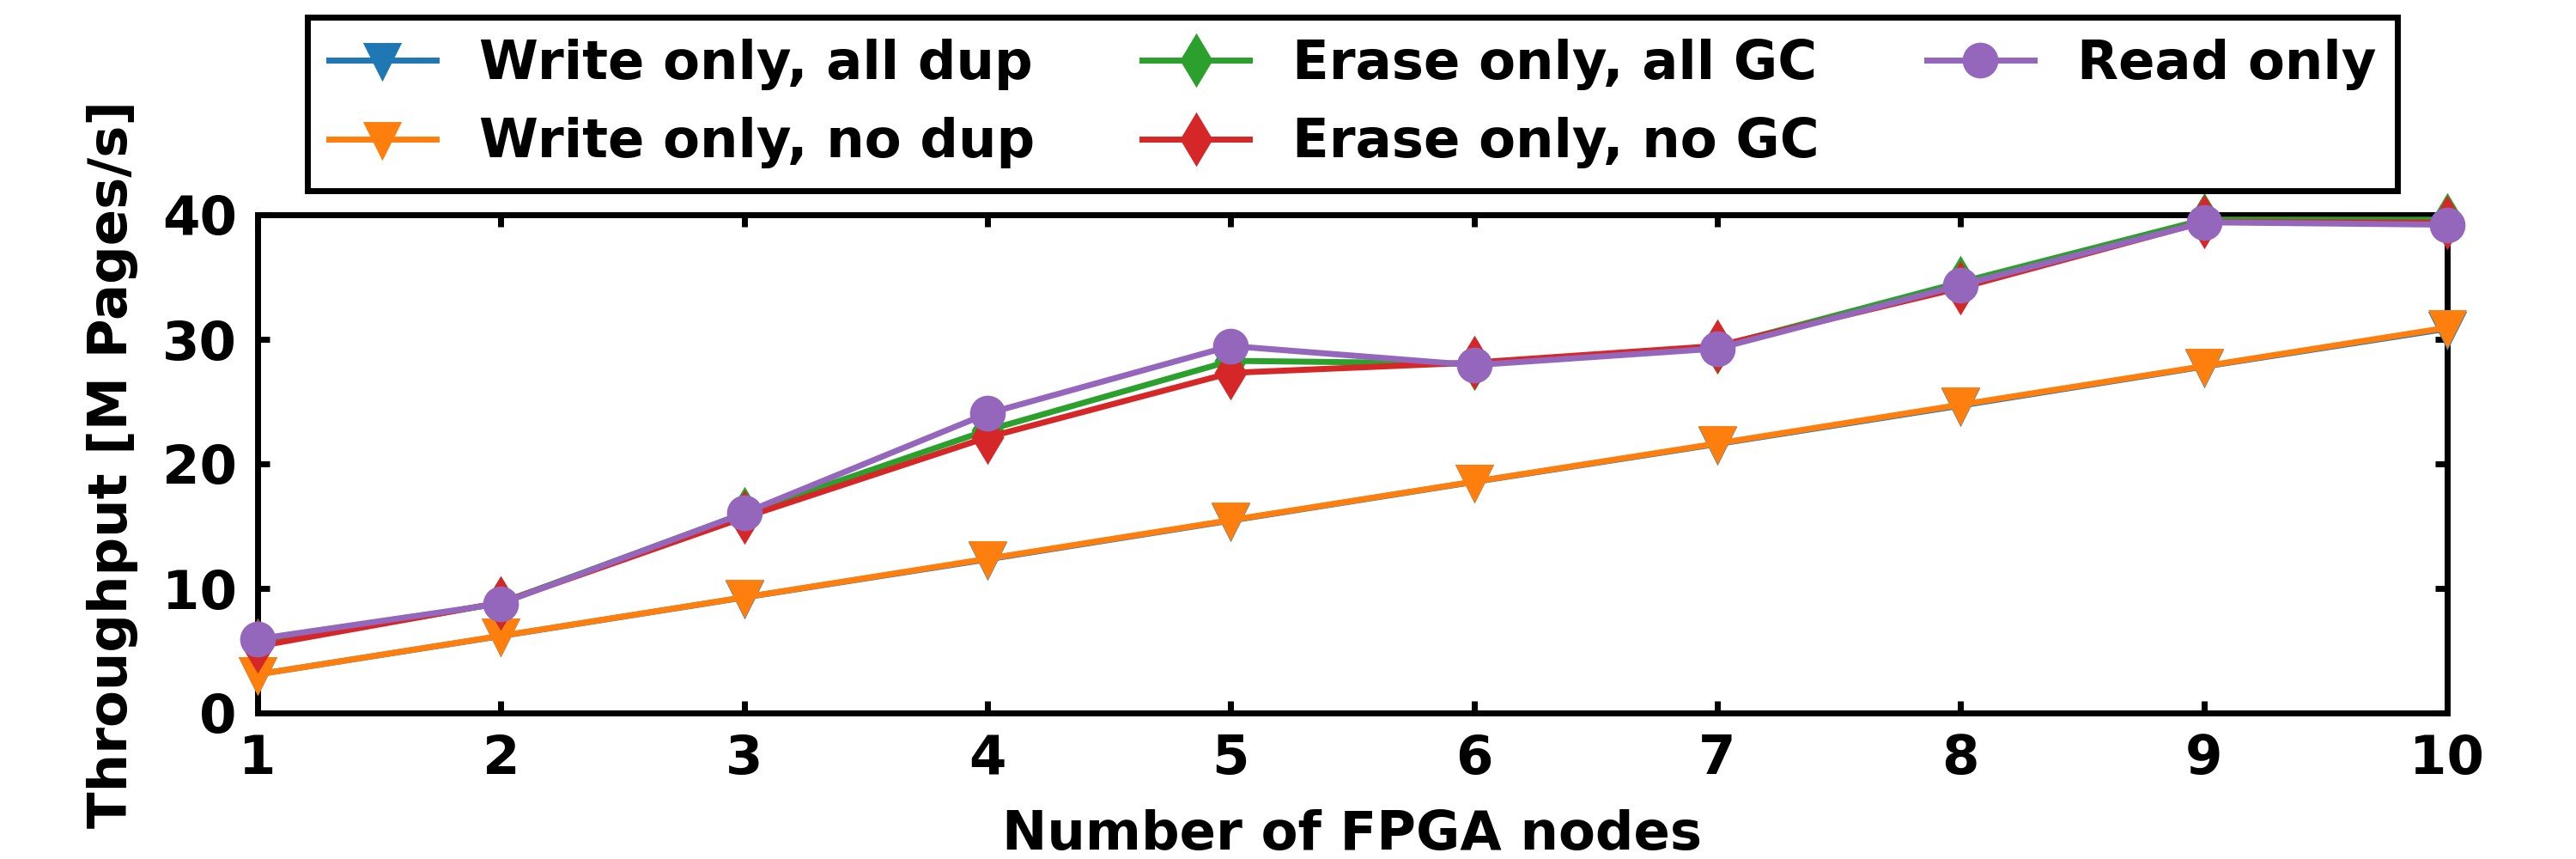 Write only, all dup
Write only, no dup
Erase only, all GC
Erase only, no GC
Read only
Throughput [M Pages/s]
40
30
20
10
0
1 2 3 4 5 6 7 8 9 10
Number of FPGA nodes